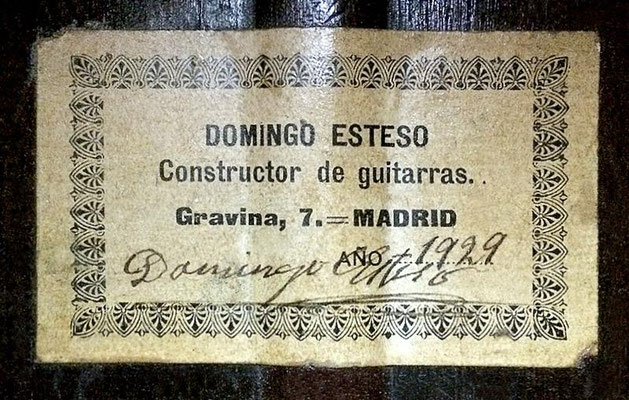 DOMINGO ESTESO
Constructor de guitarras..
Gravina, 7.=MADRID
AÑO 1929
Domingo Esteso